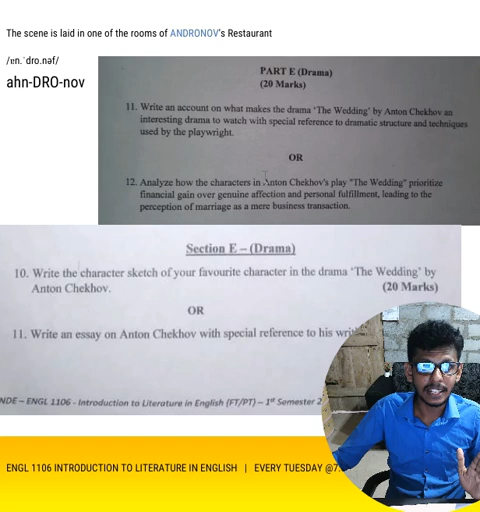 The scene is laid in one of the rooms of ANDRONOV's Restaurant
/ɐn.ˈdro.nəf/
ahn-DRO-nov
PART E (Drama)
(20 Marks)
11. Write an account on what makes the drama 'The Wedding' by Anton Chekhov an
interesting drama to watch with special reference to dramatic structure and techniques
used by the playwright.
OR
12. Analyze how the characters in Anton Chekhov's play "The Wedding" prioritize
financial gain over genuine affection and personal fulfillment, leading to the
perception of marriage as a mere business transaction.
Section E – (Drama)
10. Write the character sketch of your favourite character in the drama 'The Wedding' by
Anton Chekhov. (20 Marks)
OR
11. Write an essay on Anton Chekhov with special reference to his
NDE – ENGL 1106 - Introduction to Literature in English (FT/PT) – 1st Semester 2
ENGL 1106 INTRODUCTION TO LITERATURE IN ENGLISH | EVERY TUESDAY @7